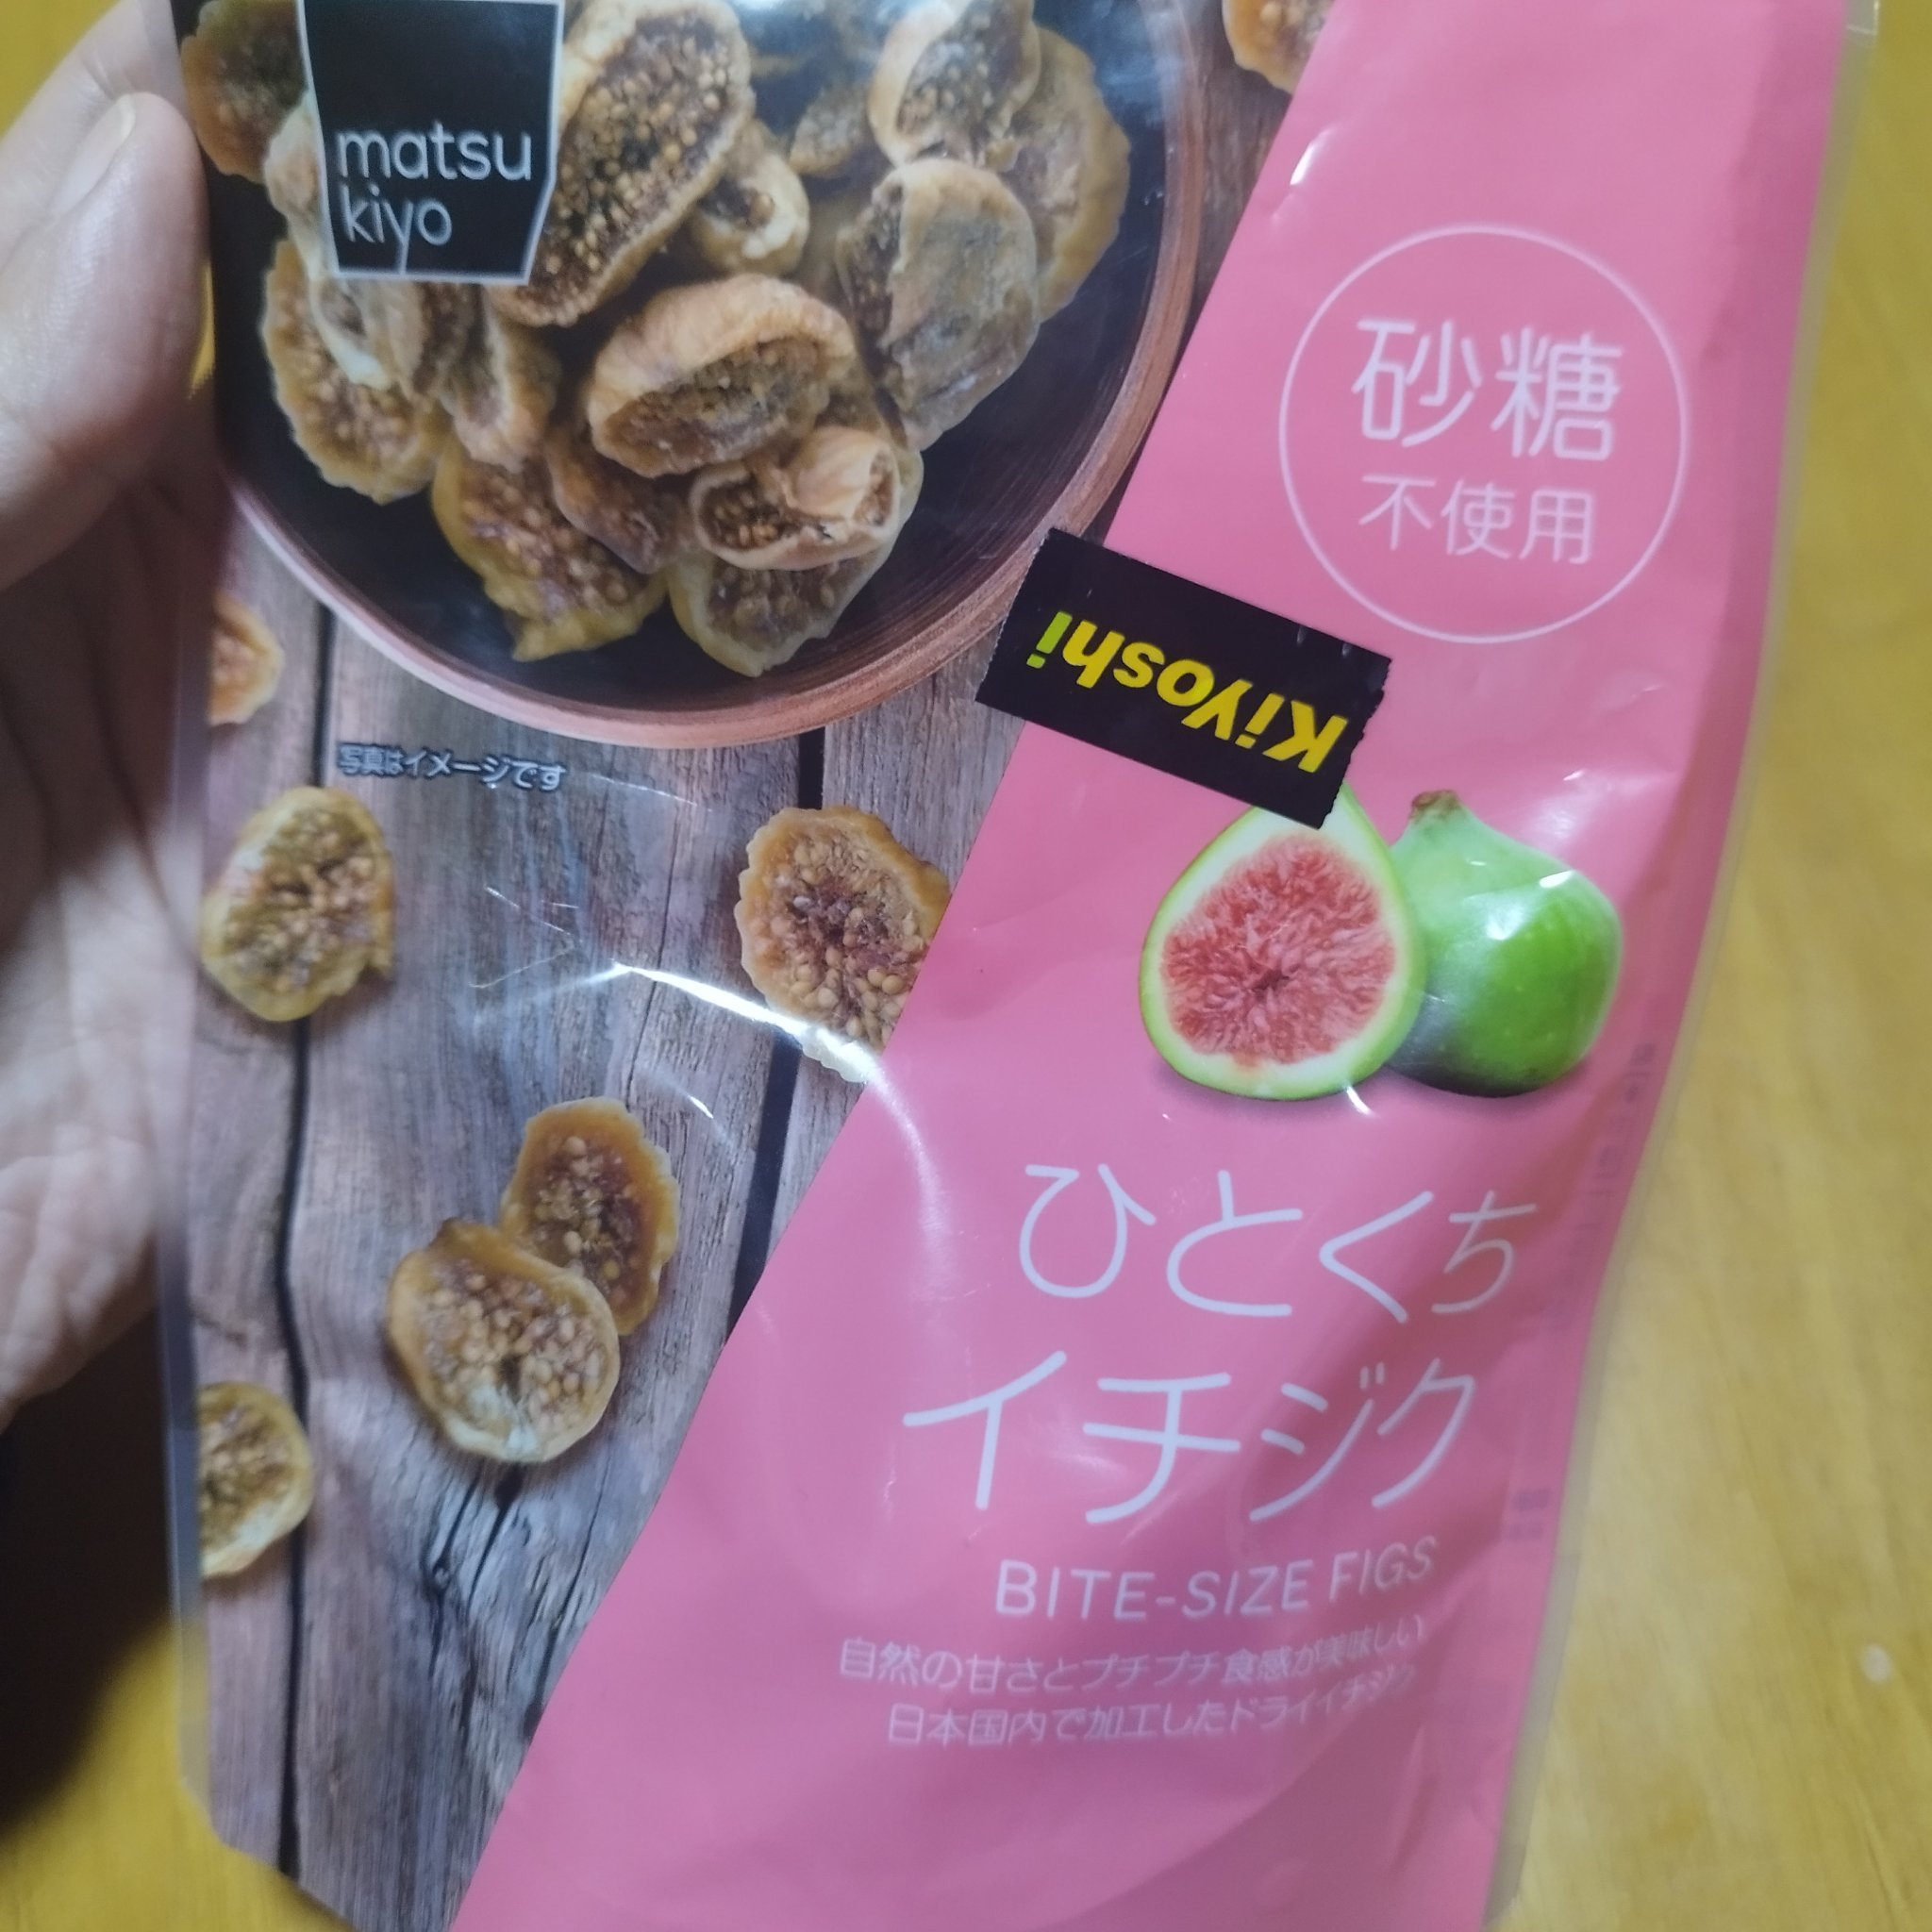 matsu
kiyo
砂糖
不使用
KiYoshi
写真はイメージです
ひとくち
イチジク
BITE-SIZE FIGS
自然の甘さとプチプチ食感が美味しい
日本国内で加工したドライイチジク